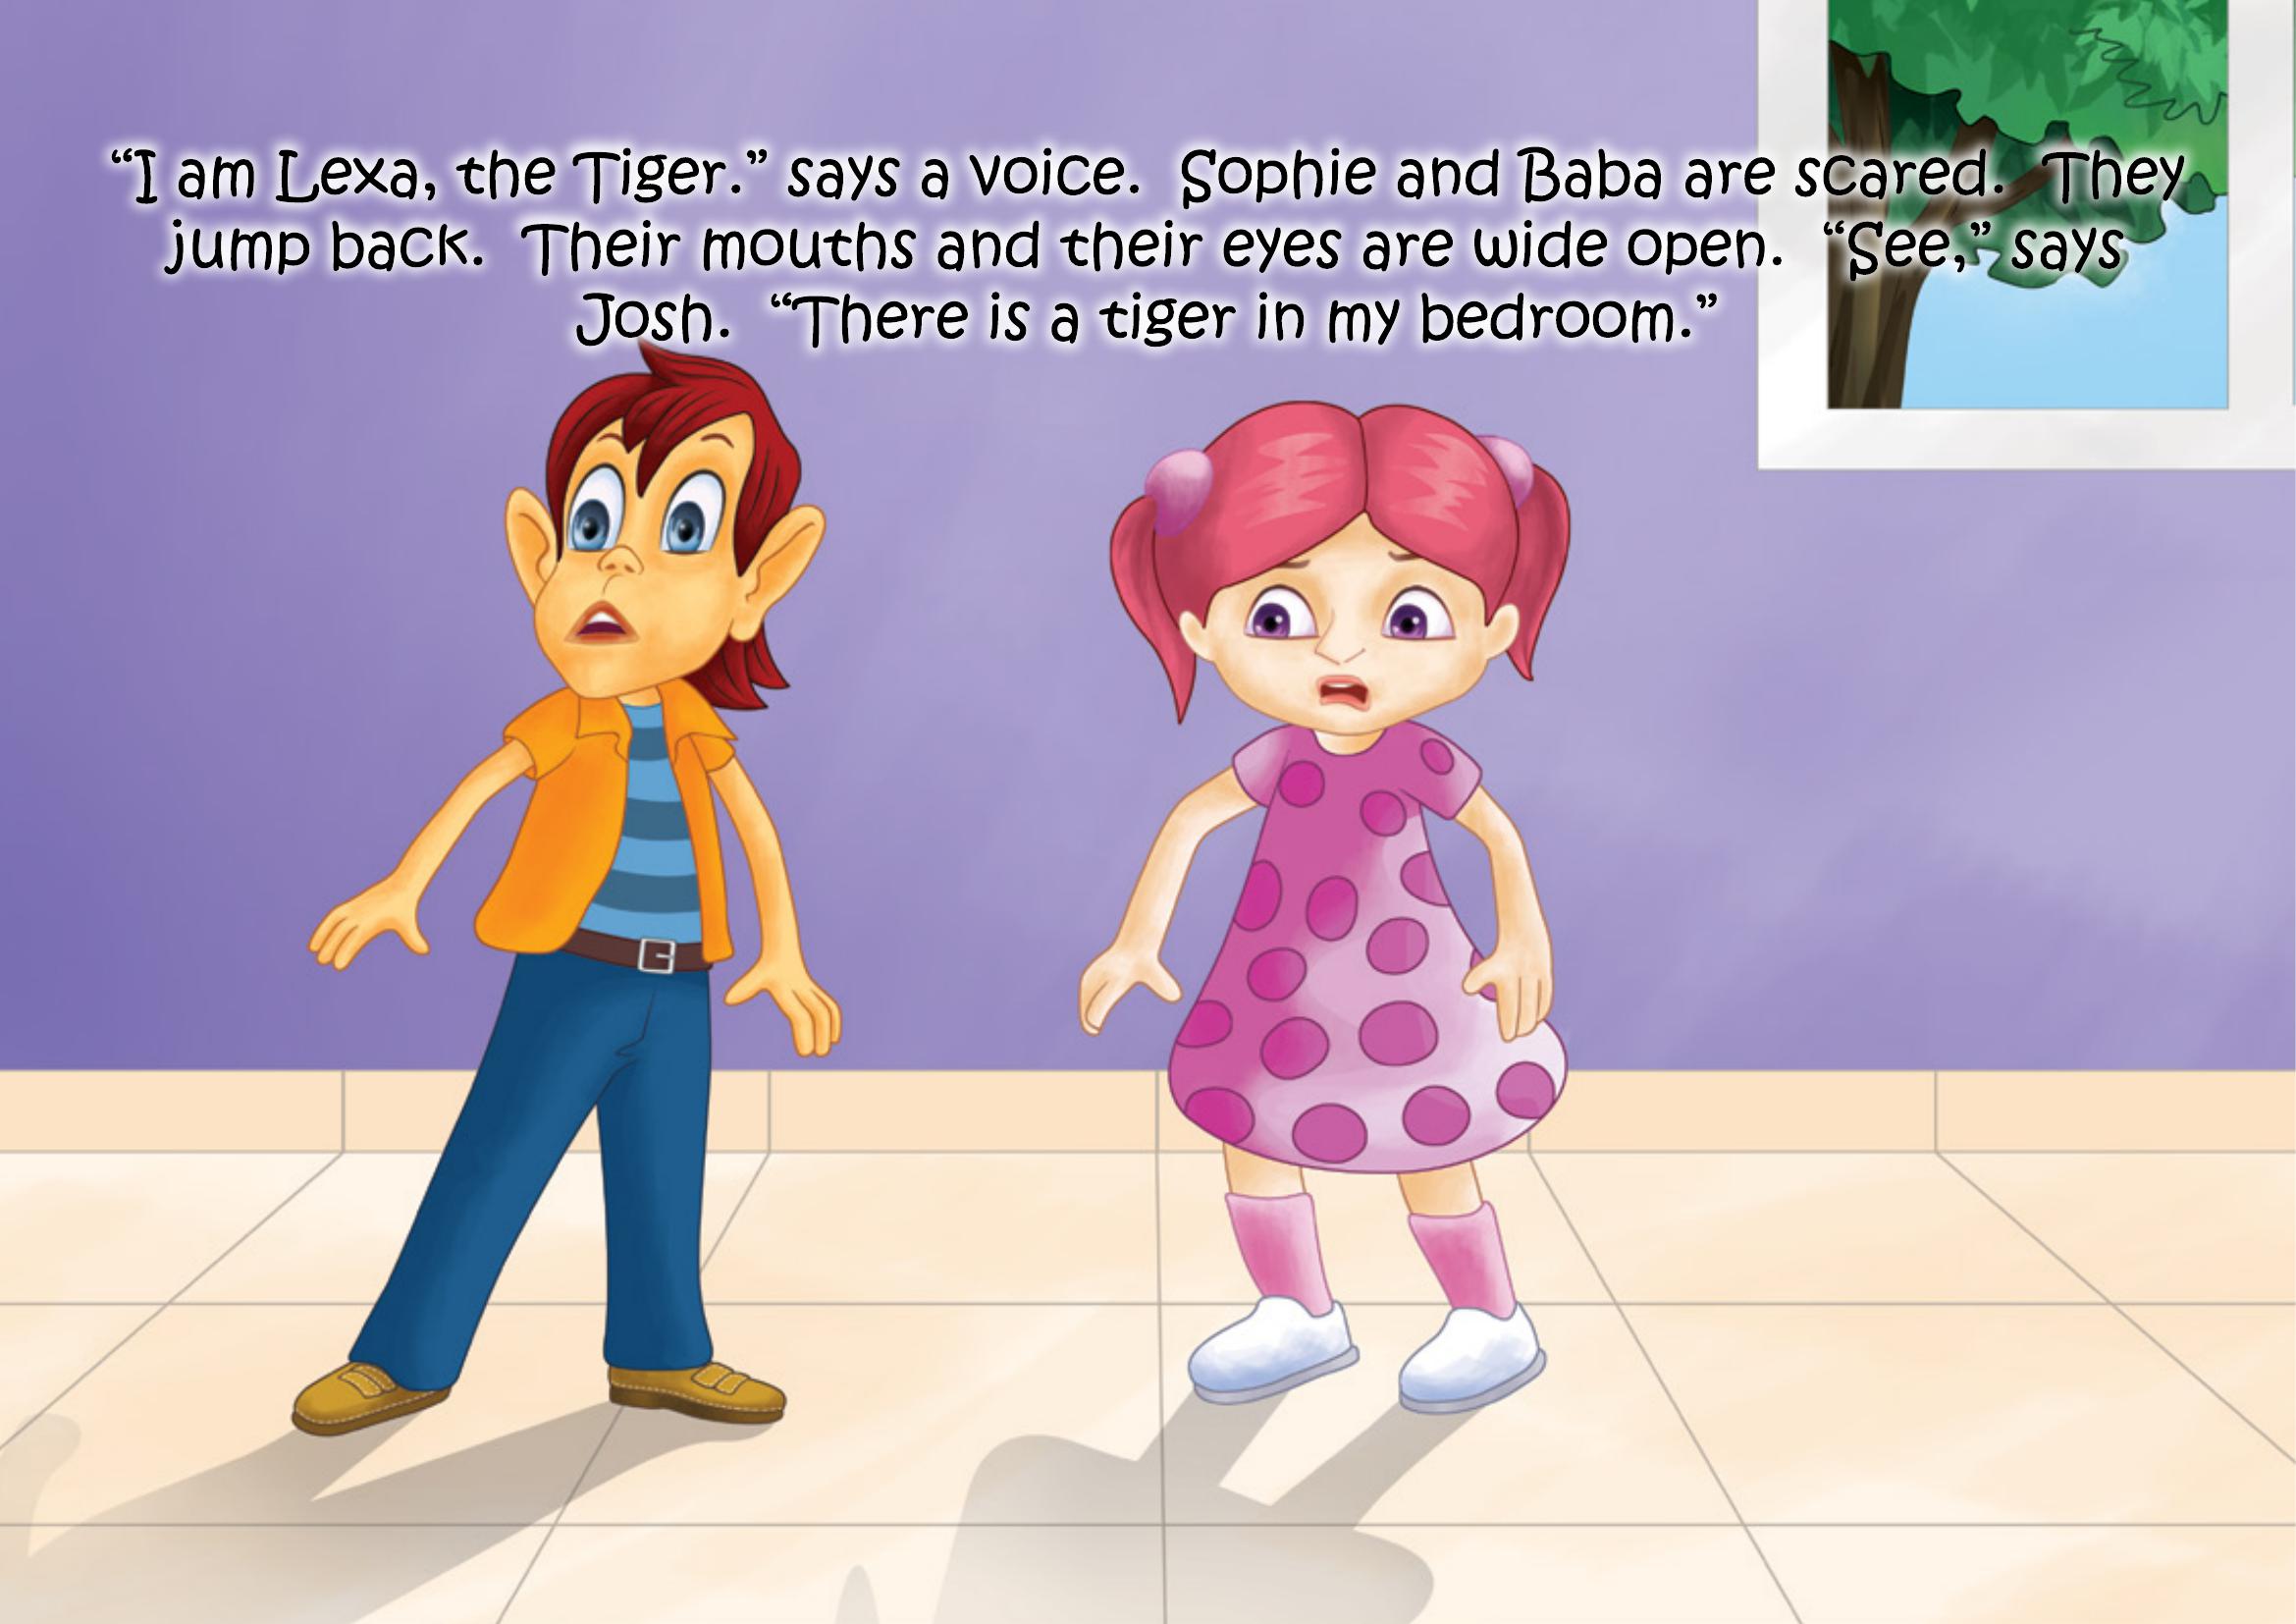 “I am Lexa, the Tiger.” says a voice.  Sophie and Baba are scared.  They
jump back.  Their mouths and their eyes are wide open.  “See,” says
Josh.  “There is a tiger in my bedroom.”